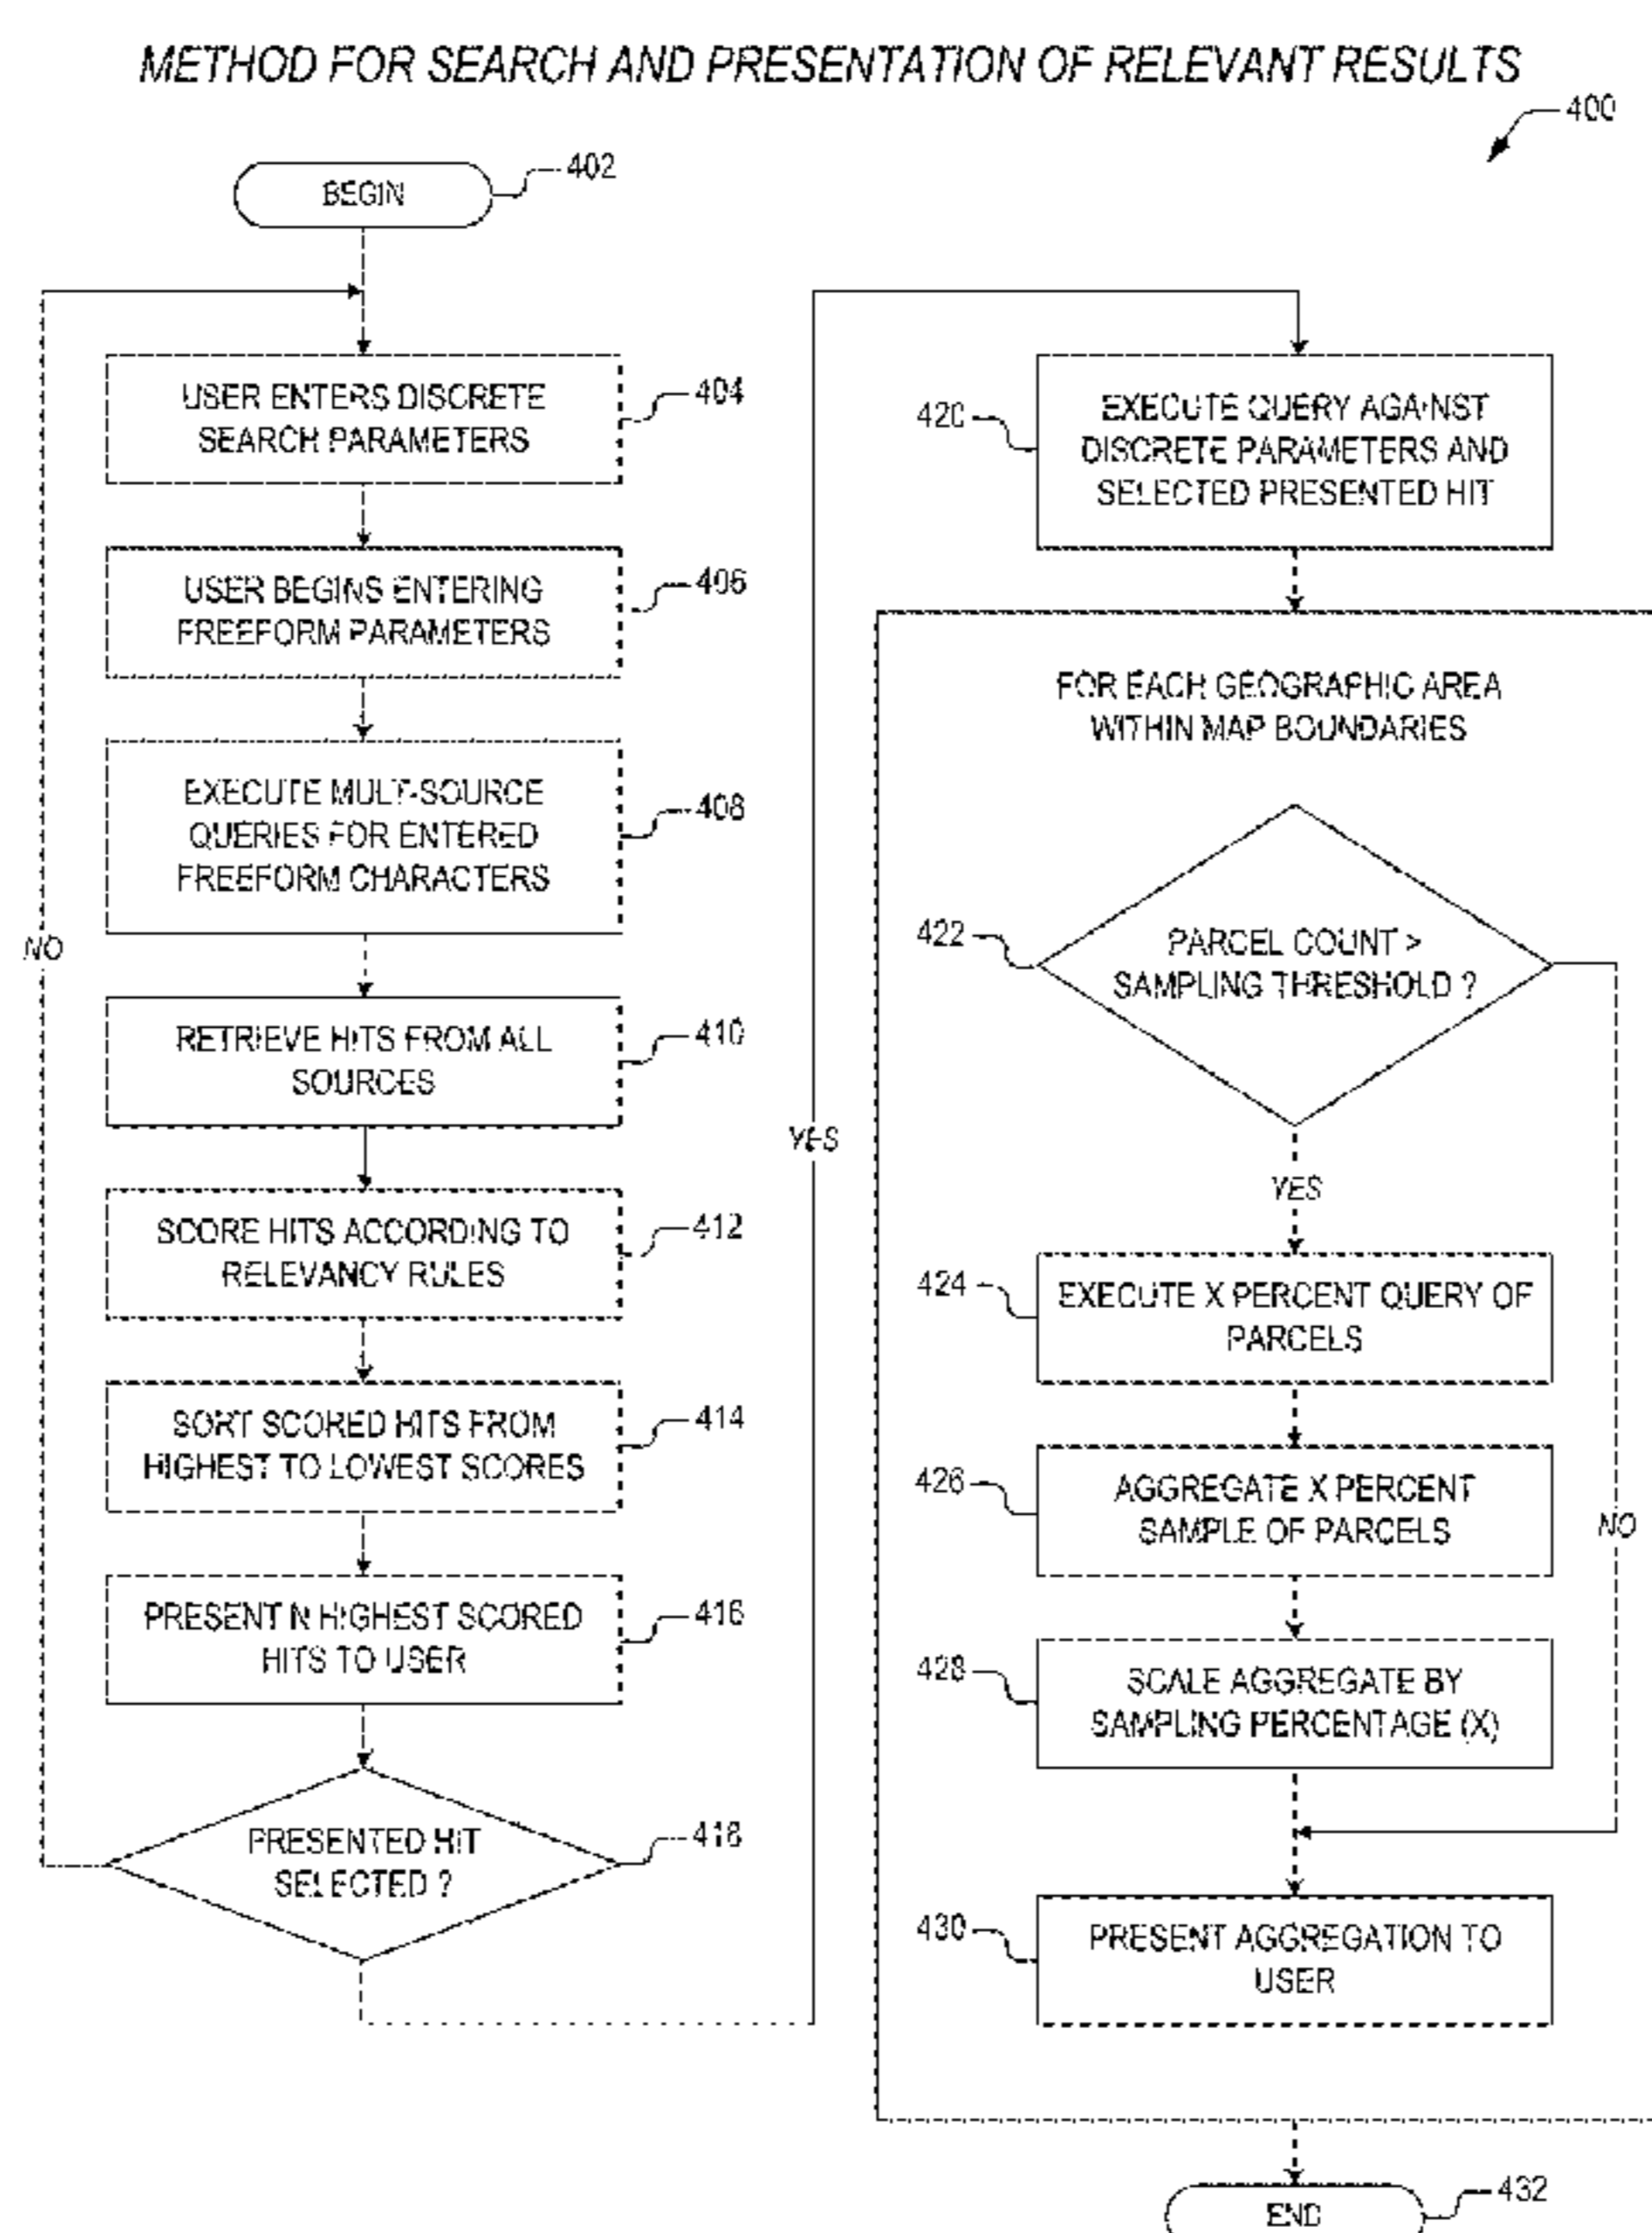 METHOD FOR SEARCH AND PRESENTATION OF RELEVANT RESULTS
400
BEGIN
402
USER ENTERS DISCRETE
SEARCH PARAMETERS
404
USER BEGINS ENTERING
FREEFORM PARAMETERS
406
EXECUTE MULT-SOURCE
QUERIES FOR ENTERED
FREEFORM CHARACTERS
408
NO
RETRIEVE HITS FROM ALL
SOURCES
410
SCORE HITS ACCORDING TO
RELEVANCY RULES
412
SORT SCORED HITS FROM
HIGHEST TO LOWEST SCORES
414
PRESENT N HIGHEST SCORED
HITS TO USER
416
PRESENTED HIT
SELECTED ?
418
YES
420
EXECUTE QUERY AGAINST
DISCRETE PARAMETERS AND
SELECTED PRESENTED HIT
FOR EACH GEOGRAPHIC AREA
WITHIN MAP BOUNDARIES
422
PARCEL COUNT >
SAMPLING THRESHOLD ?
YES
424
EXECUTE X PERCENT QUERY OF
PARCELS
426
AGGREGATE X PERCENT
SAMPLE OF PARCELS
NO
428
SCALE AGGREGATE BY
SAMPLING PERCENTAGE (X)
430
PRESENT AGGREGATION TO
USER
END
432